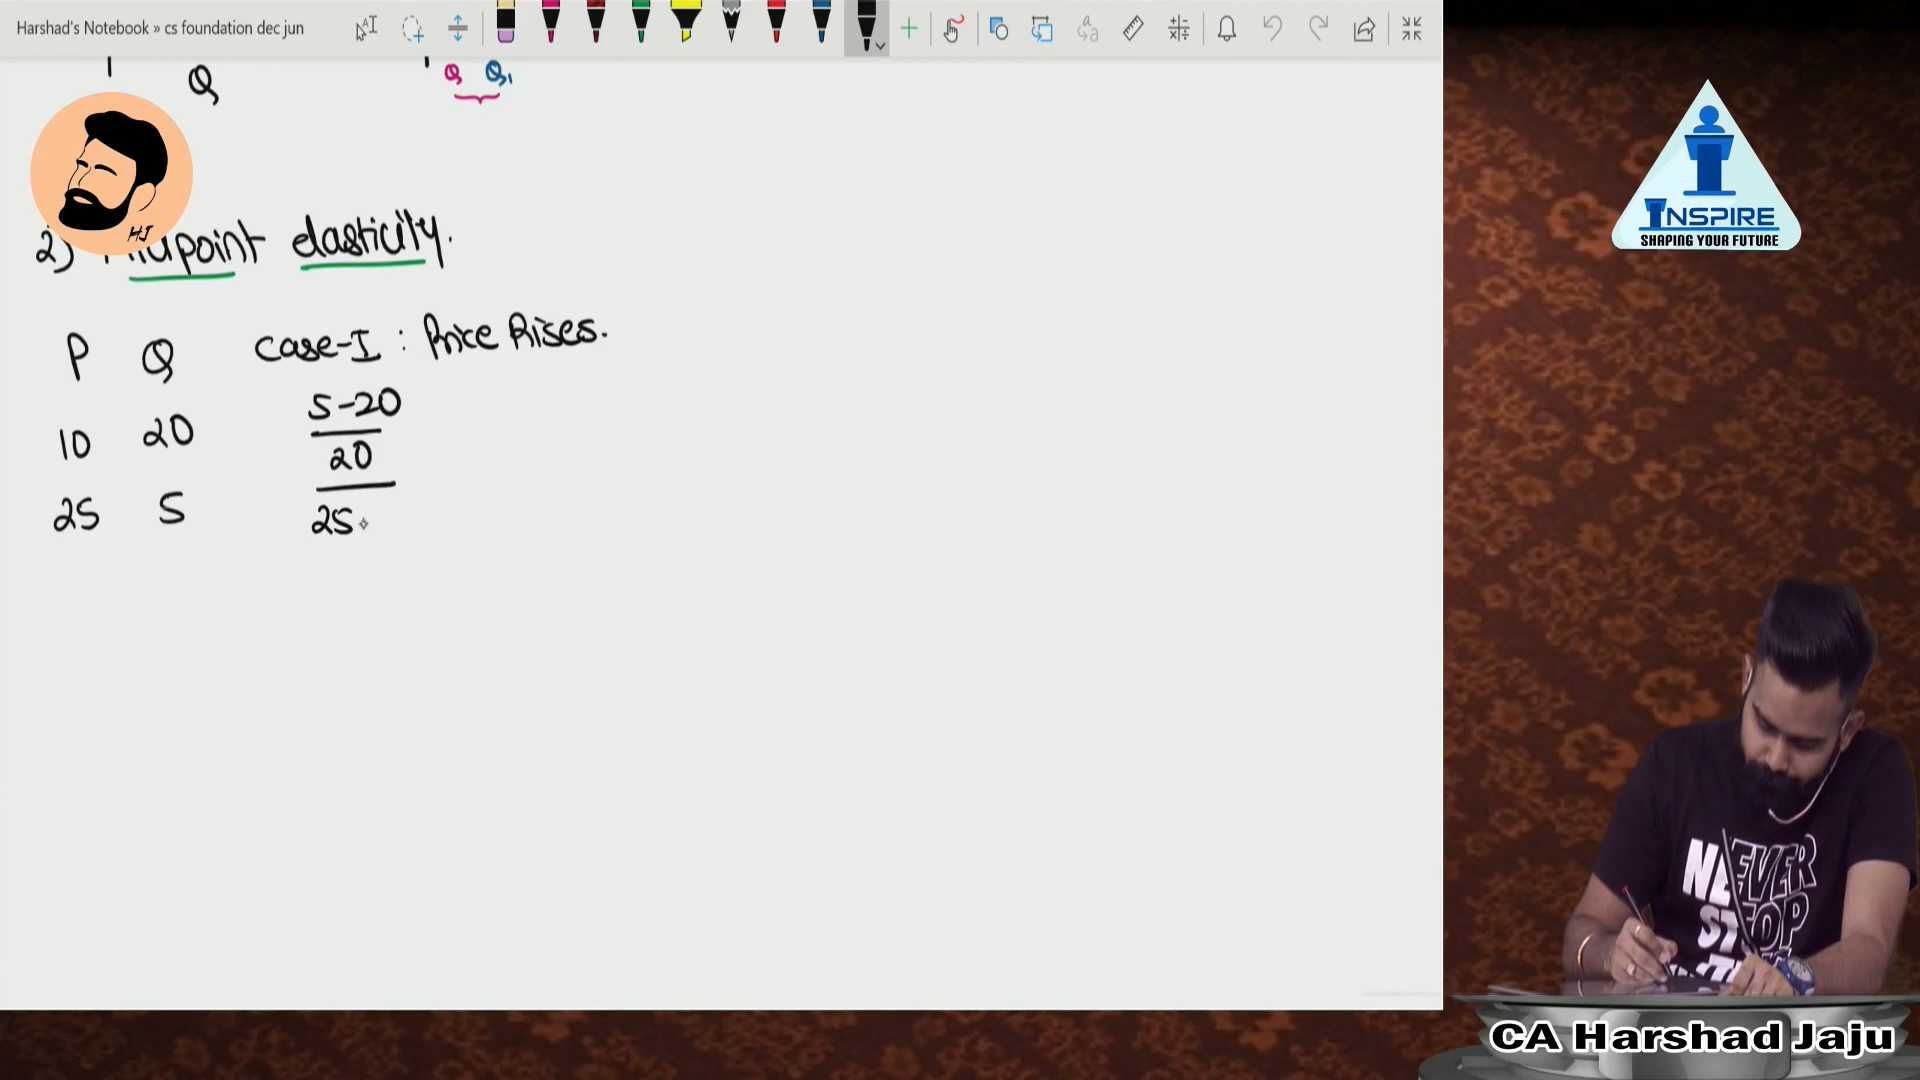 Harshad's Notebook » cs foundation dec jun
Q
Q Q₁
HJ
2) Midpoint elasticity.
P Q Case-I : Price Rises.
5-20
10 20
20
25 5
25
INSPIRE
SHAPING YOUR FUTURE
NEVER
STOP
CA Harshad Jaju